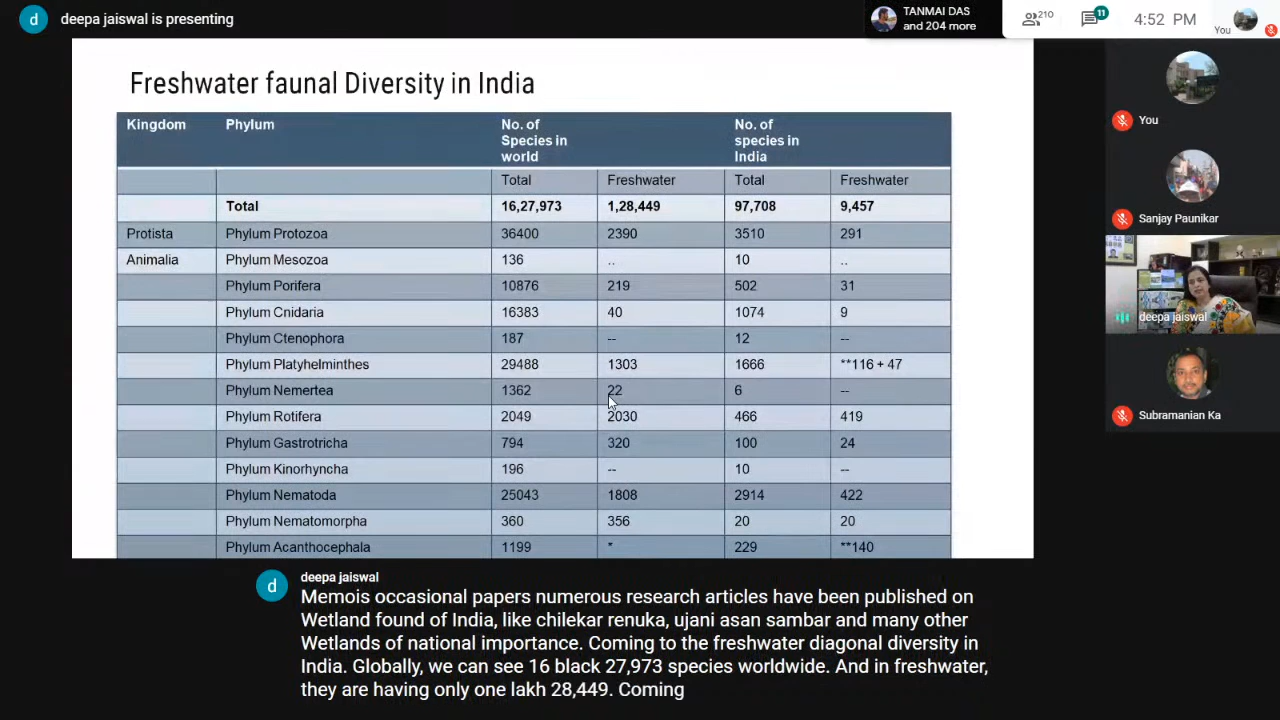 d deepa jaiswal is presenting
TANMAI DAS
and 204 more
210
11
4:52 PM
You
Freshwater faunal Diversity in India
Kingdom Phylum No. of Species in world No. of species in India
Total Freshwater Total Freshwater
Total 16,27,973 1,28,449 97,708 9,457
Protista Phylum Protozoa 36400 2390 3510 291
Animalia Phylum Mesozoa 136 .. 10 ..
Phylum Porifera 10876 219 502 31
Phylum Cnidaria 16383 40 1074 9
Phylum Ctenophora 187 -- 12 --
Phylum Platyhelminthes 29488 1303 1666 **116 + 47
Phylum Nemertea 1362 22 6 --
Phylum Rotifera 2049 2030 466 419
Phylum Gastrotricha 794 320 100 24
Phylum Kinorhyncha 196 -- 10 --
Phylum Nematoda 25043 1808 2914 422
Phylum Nematomorpha 360 356 20 20
Phylum Acanthocephala 1199 * 229 **140
You
Sanjay Paunikar
deepa jaiswal
Subramanian Ka
d deepa jaiswal
Memois occasional papers numerous research articles have been published on
Wetland found of India, like chilekar renuka, ujani asan sambar and many other
Wetlands of national importance. Coming to the freshwater diagonal diversity in
India. Globally, we can see 16 black 27,973 species worldwide. And in freshwater,
they are having only one lakh 28,449. Coming